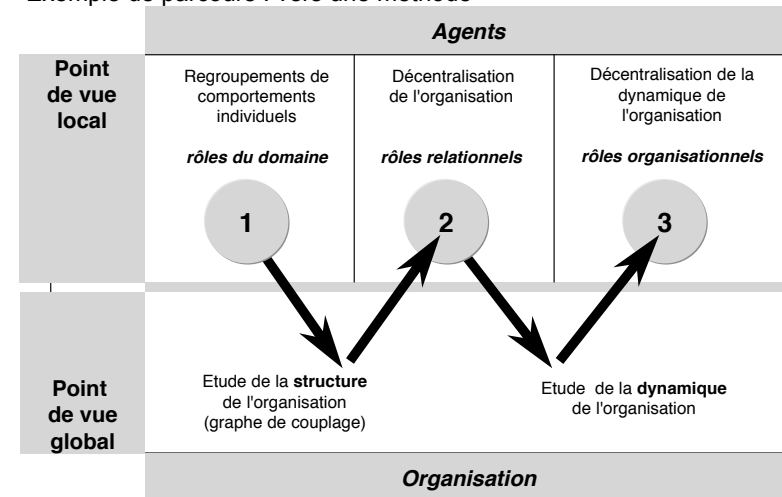 Exemple de parcours : vers une méthode
Agents
Point
de vue
local
Regroupements de
comportements
individuels
rôles du domaine
1
Décentralisation
de l'organisation
rôles relationnels
2
Décentralisation de la
dynamique de
l'organisation
rôles organisationnels
3
Point
de vue
global
Etude de la structure
de l'organisation
(graphe de couplage)
Etude de la dynamique
de l'organisation
Organisation